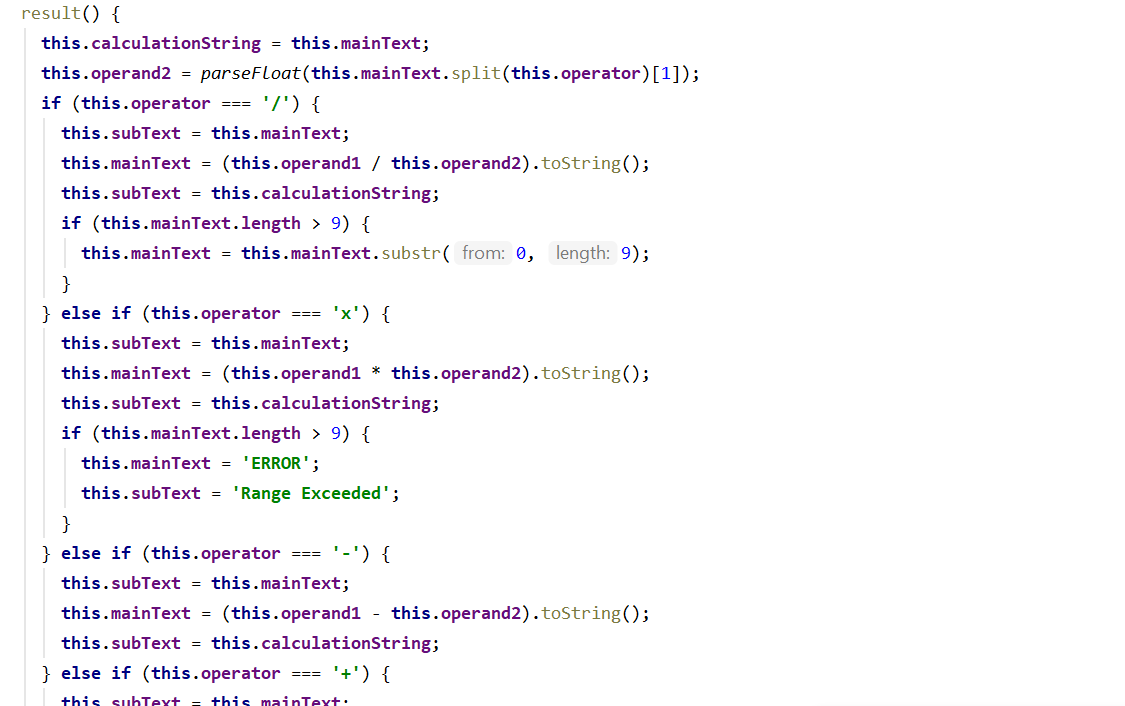 result() {
this.calculationString = this.mainText;
this.operand2 = parseFloat(this.mainText.split(this.operator)[1]);
if (this.operator === '/') {
this.subText = this.mainText;
this.mainText = (this.operand1 / this.operand2).toString();
this.subText = this.calculationString;
if (this.mainText.length > 9) {
this.mainText = this.mainText.substr( from: 0, length: 9);
}
} else if (this.operator === 'x') {
this.subText = this.mainText;
this.mainText = (this.operand1 * this.operand2).toString();
this.subText = this.calculationString;
if (this.mainText.length > 9) {
this.mainText = 'ERROR';
this.subText = 'Range Exceeded';
}
} else if (this.operator === '-') {
this.subText = this.mainText;
this.mainText = (this.operand1 - this.operand2).toString();
this.subText = this.calculationString;
} else if (this.operator === '+') {
this.subText = this.mainText;